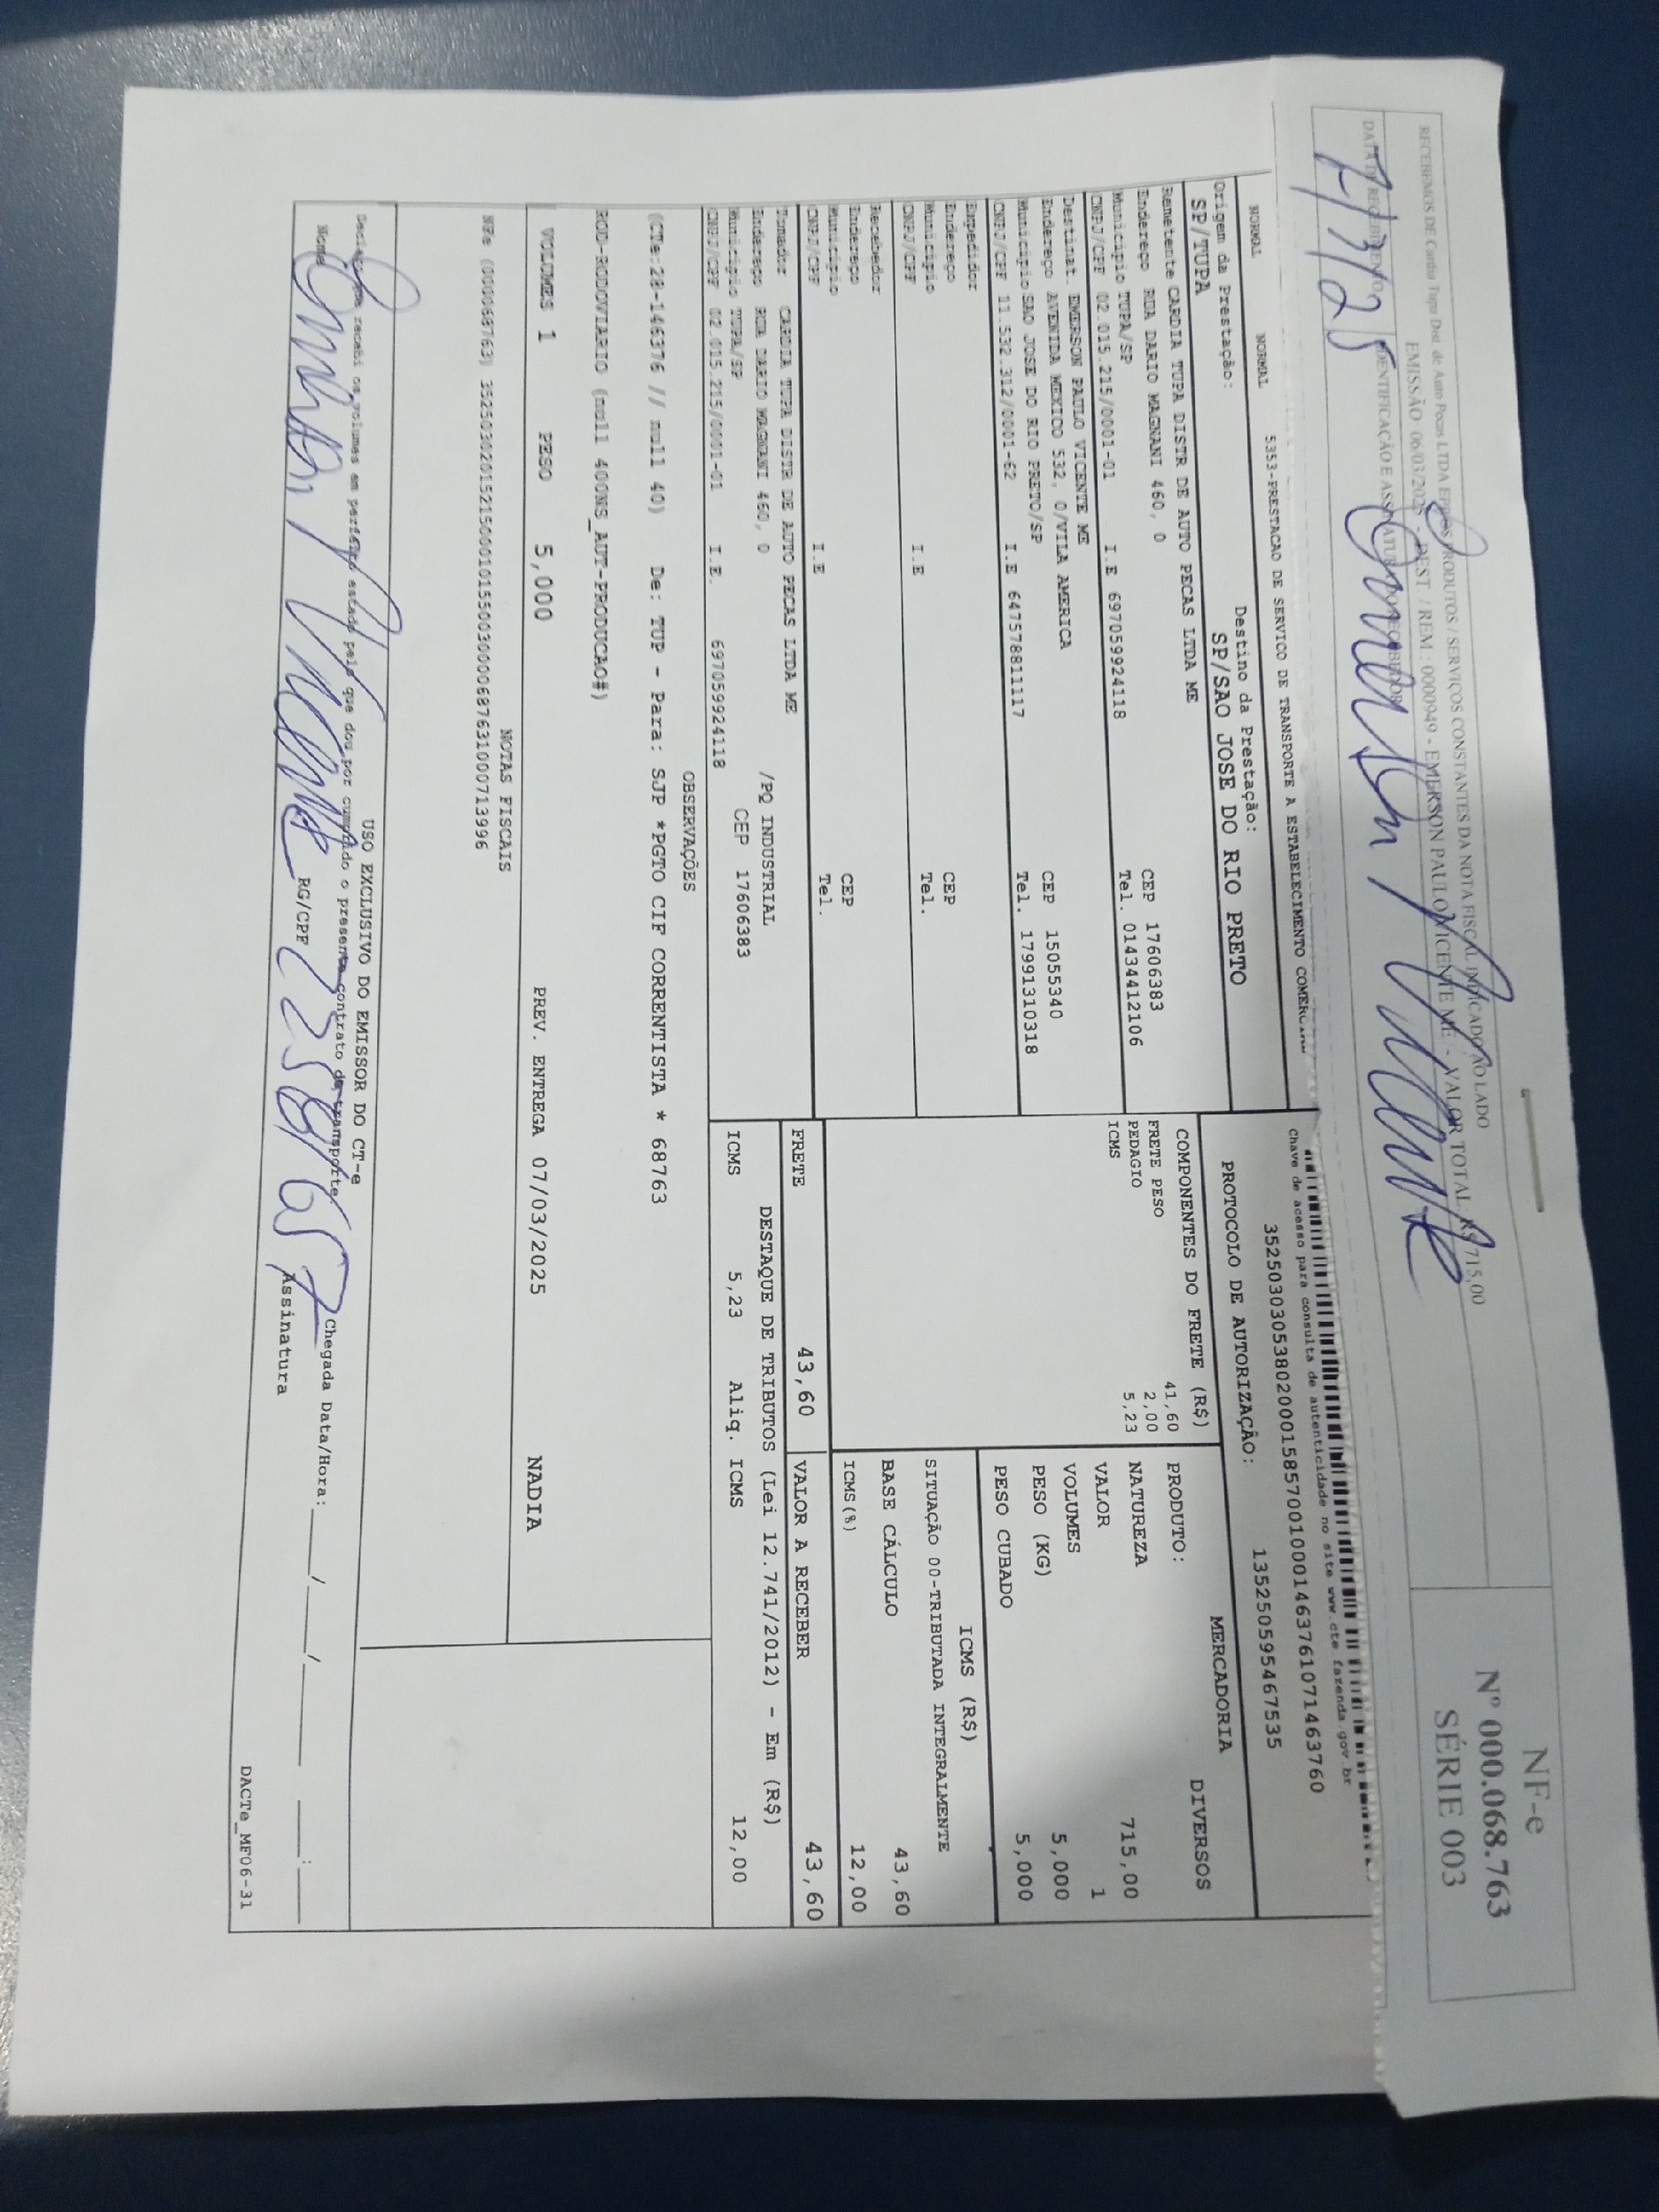 RECEBEMOS DE Cardia Tupa Dist. de Auto Pecas LTDA EPP OS PRODUTOS / SERVIÇOS CONSTANTES DA NOTA FISCAL INDICADO AO LADO
EMISSÃO 06/03/2025 - DEST. / REM.: 0000949 - EMERSON PAULO VICENTE ME - VALOR TOTAL R$ 715,00
DATA DE RECEBIMENTO
IDENTIFICAÇÃO E ASSINATURA DO RECEBEDOR
7/3/25 Emerson P Vicente
NF-e
Nº 000.068.763
SÉRIE 003
NORMAL NORMAL 5353-PRESTACAO DE SERVICO DE TRANSPORTE A ESTABELECIMENTO COMERCIAL
Chave de acesso para consulta de autenticidade no site www.cte.fazenda.gov.br
35250303053802000158570010001463761071463760
Origem da Prestação:
SP/TUPA
Destino da Prestação:
SP/SAO JOSE DO RIO PRETO
PROTOCOLO DE AUTORIZAÇÃO: 135250595467535
Remetente CARDIA TUPA DISTR DE AUTO PECAS LTDA ME
Endereço RUA DARIO MAGNANI 460, 0 CEP 17606383
Município TUPA/SP Tel. 014344412106
CNPJ/CPF 02.015.215/0001-01 I.E 697059924118
Destinat. EMERSON PAULO VICENTE ME
Endereço AVENIDA MEXICO 532, 0/VILA AMERICA CEP 15055340
Município SAO JOSE DO RIO PRETO/SP Tel. 17991310318
CNPJ/CPF 11.532.312/0001-62 I.E 647578811117
Expedidor
Endereço CEP
Município Tel.
CNPJ/CPF I.E
Recebedor
Endereço CEP
Município Tel.
CNPJ/CPF I.E
Tomador CARDIA TUPA DISTR DE AUTO PECAS LTDA ME
Endereço RUA DARIO MAGNANI 460, 0 /PQ INDUSTRIAL
Município TUPA/SP CEP 17606383
CNPJ/CPF 02.015.215/0001-01 I.E. 697059924118
COMPONENTES DO FRETE (R$)
FRETE PESO 41,60
PEDAGIO 2,00
ICMS 5,23
MERCADORIA
PRODUTO: DIVERSOS
NATUREZA
VALOR 715,00
VOLUMES 1
PESO (KG) 5,000
PESO CUBADO 5,000
ICMS (R$)
SITUAÇÃO 00-TRIBUTADA INTEGRALMENTE
BASE CÁLCULO 43,60
ICMS(%) 12,00
FRETE 43,60 VALOR A RECEBER 43,60
DESTAQUE DE TRIBUTOS (Lei 12.741/2012) - Em (R$)
ICMS 5,23 Aliq. ICMS 12,00
OBSERVAÇÕES
(CTe:28-146376 // null 40) De: TUP - Para: SJP *PGTO CIF CORRENTISTA * 68763
ROD-RODOVIARIO (null 400NS_AUT-PRODUCAO#)
VOLUMES 1 PESO 5,000 PREV. ENTREGA 07/03/2025 NADIA
NOTAS FISCAIS
NFe (000068763) 35250302015215000101550030000687631000713996
USO EXCLUSIVO DO EMISSOR DO CT-e
Declaro que recebi os volumes em perfeito estado pelo que dou por cumprido o presente contrato de transporte
Nome Emerson P Vicente RG/CPF Assinatura
Chegada Data/Hora: ____/____/______ ____:____
DACTe_MF06-31